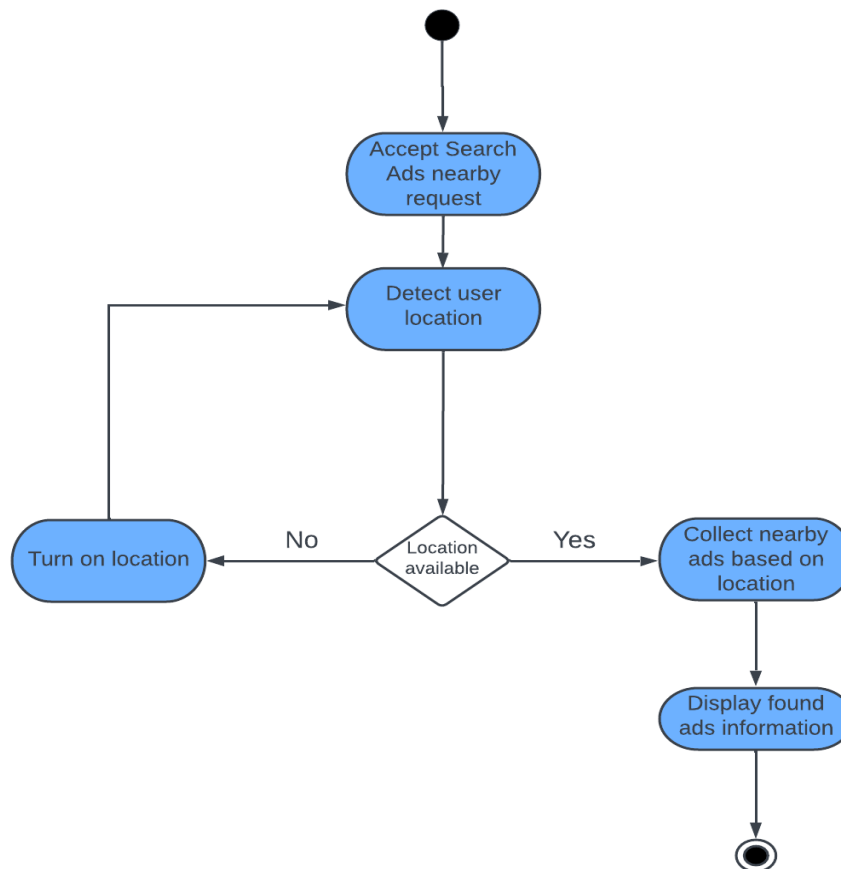 Accept Search
Ads nearby
request
Detect user
location
No
Location
available
Yes
Turn on location
Collect nearby
ads based on
location
Display found
ads information